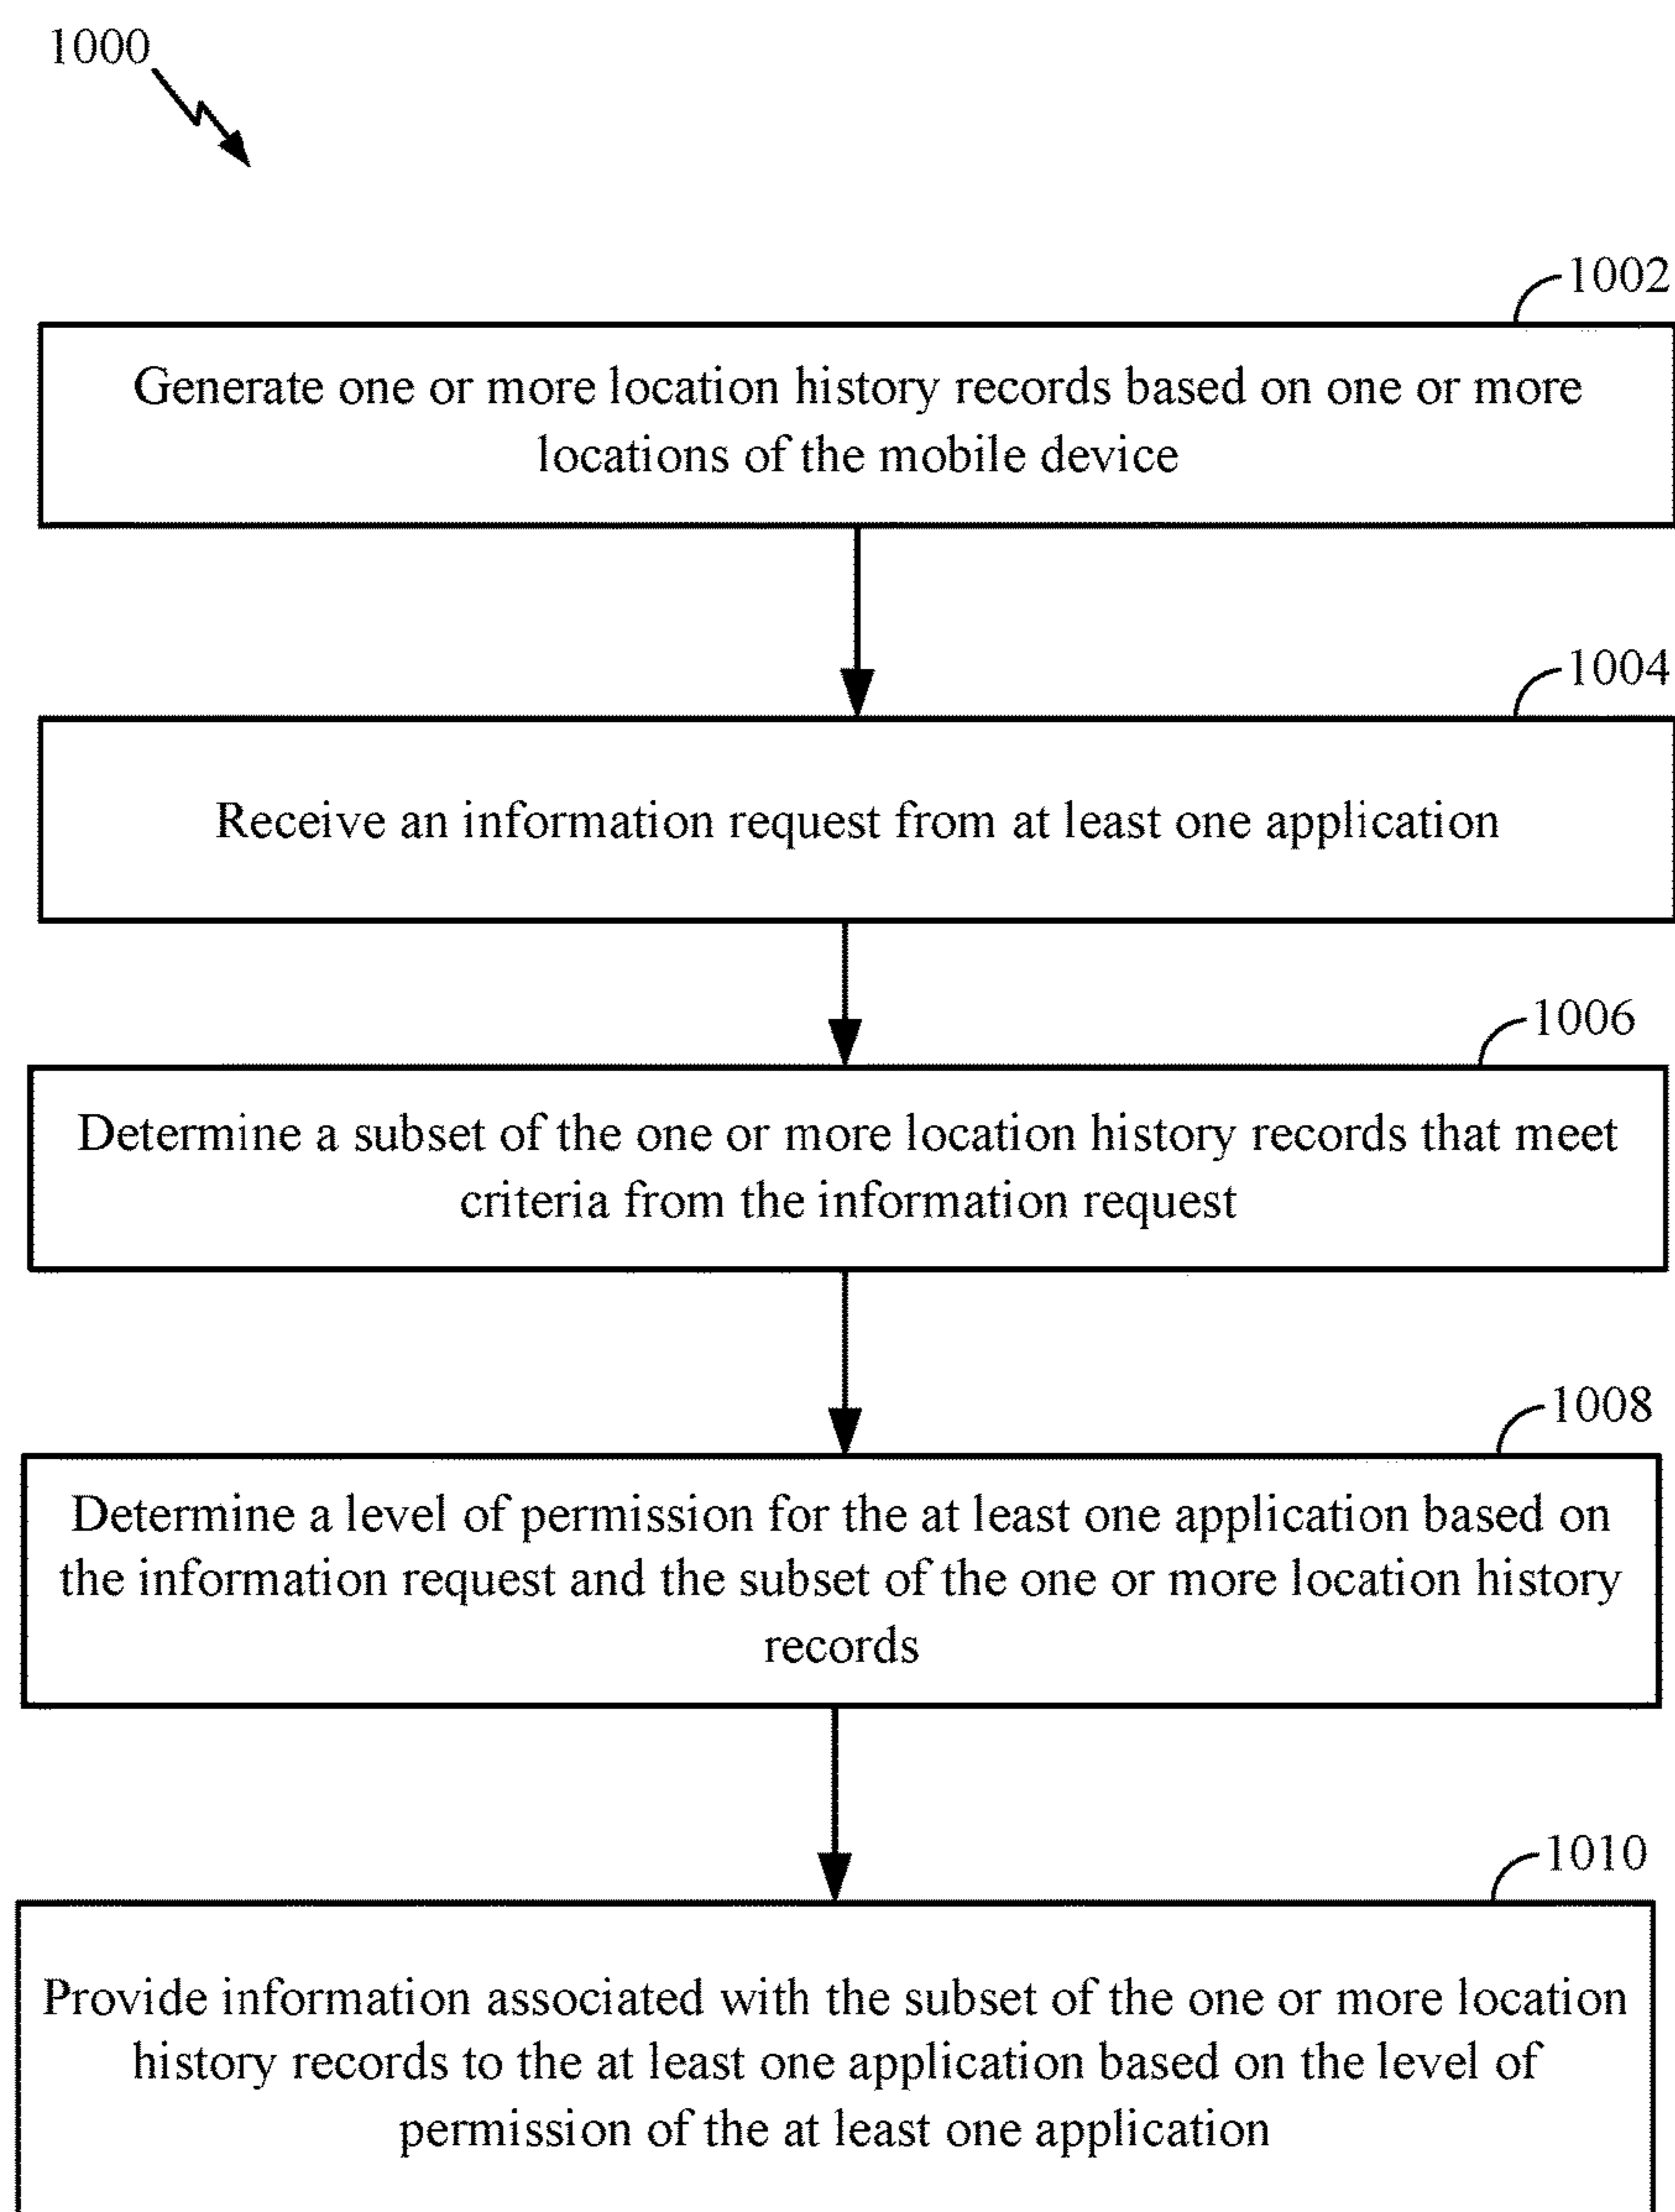 1000
1002
Generate one or more location history records based on one or more
locations of the mobile device
1004
Receive an information request from at least one application
1006
Determine a subset of the one or more location history records that meet
criteria from the information request
1008
Determine a level of permission for the at least one application based on
the information request and the subset of the one or more location history
records
1010
Provide information associated with the subset of the one or more location
history records to the at least one application based on the level of
permission of the at least one application